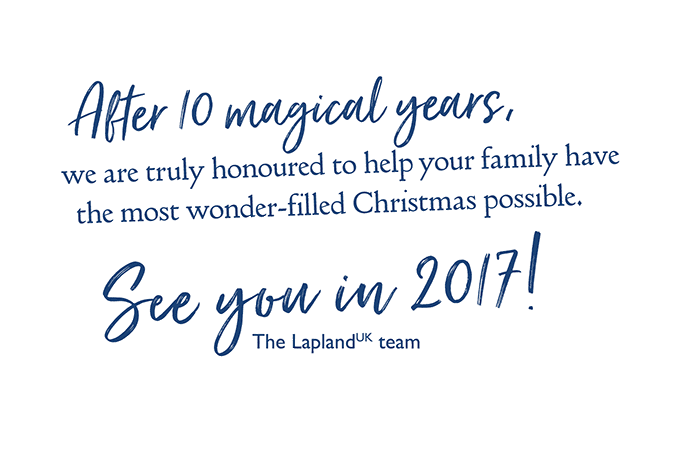 After 10 magical years,
we are truly honoured to help your family have
the most wonder-filled Christmas possible.
See you in 2017!
The LaplandUK team